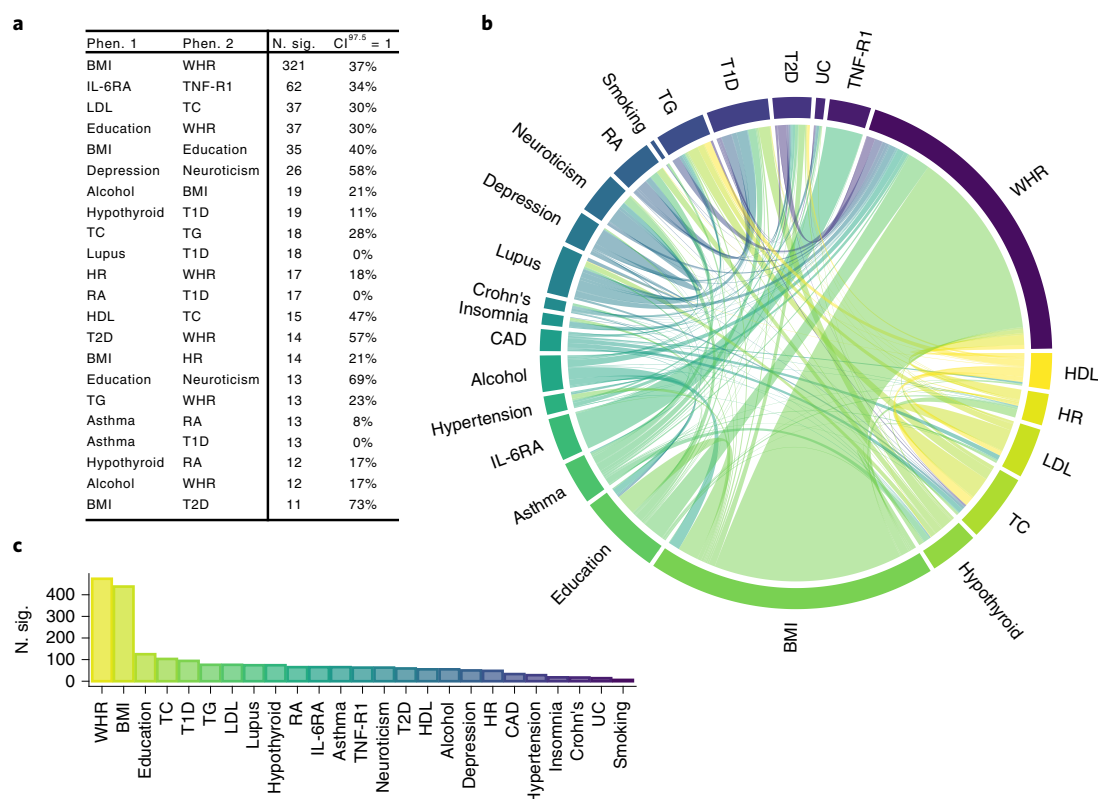 a
Phen. 1 Phen. 2 N. sig. CI^97.5 = 1
BMI WHR 321 37%
IL-6RA TNF-R1 62 34%
LDL TC 37 30%
Education WHR 37 30%
BMI Education 35 40%
Depression Neuroticism 26 58%
Alcohol BMI 19 21%
Hypothyroid T1D 19 11%
TC TG 18 28%
Lupus T1D 18 0%
HR WHR 17 18%
RA T1D 17 0%
HDL TC 15 47%
T2D WHR 14 57%
BMI HR 14 21%
Education Neuroticism 13 69%
TG WHR 13 23%
Asthma RA 13 8%
Asthma T1D 13 0%
Hypothyroid RA 12 17%
Alcohol WHR 12 17%
BMI T2D 11 73%
b
WHR
HDL
HR
LDL
TC
Hypothyroid
BMI
Education
Asthma
IL-6RA
Hypertension
Alcohol
CAD
Insomnia
Crohn's
Lupus
Depression
Neuroticism
RA
Smoking
TG
T1D
T2D
UC
TNF-R1
c
N. sig.
400
300
200
100
0
WHR
BMI
Education
TC
T1D
TG
LDL
Lupus
Hypothyroid
RA
IL-6RA
Asthma
TNF-R1
Neuroticism
T2D
HDL
Alcohol
Depression
HR
CAD
Hypertension
Insomnia
Crohn's
UC
Smoking